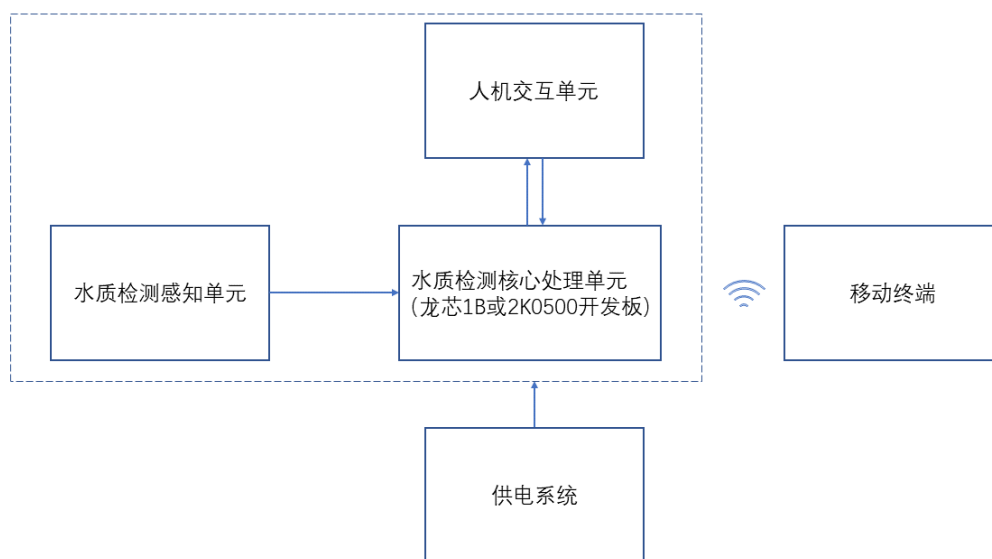 人机交互单元
水质检测感知单元
水质检测核心处理单元
(龙芯1B或2K0500开发板)
移动终端
供电系统